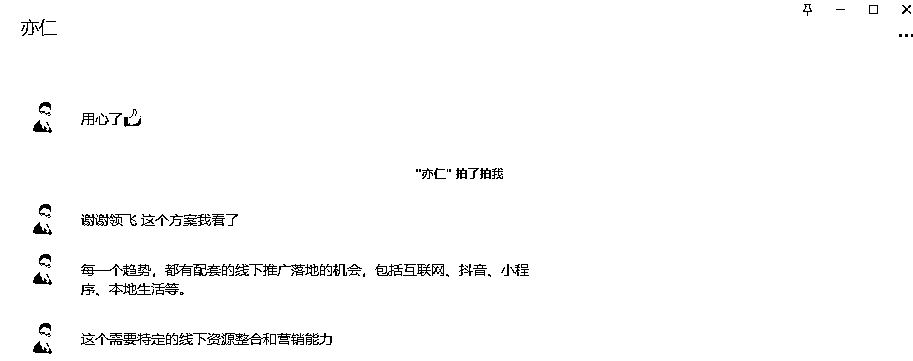 亦仁
用心了👍
"亦仁" 拍了拍我
谢谢领飞 这个方案我看了
每一个趋势，都有配套的线下推广落地的机会，包括互联网、抖音、小程
序、本地生活等。
这个需要特定的线下资源整合和营销能力